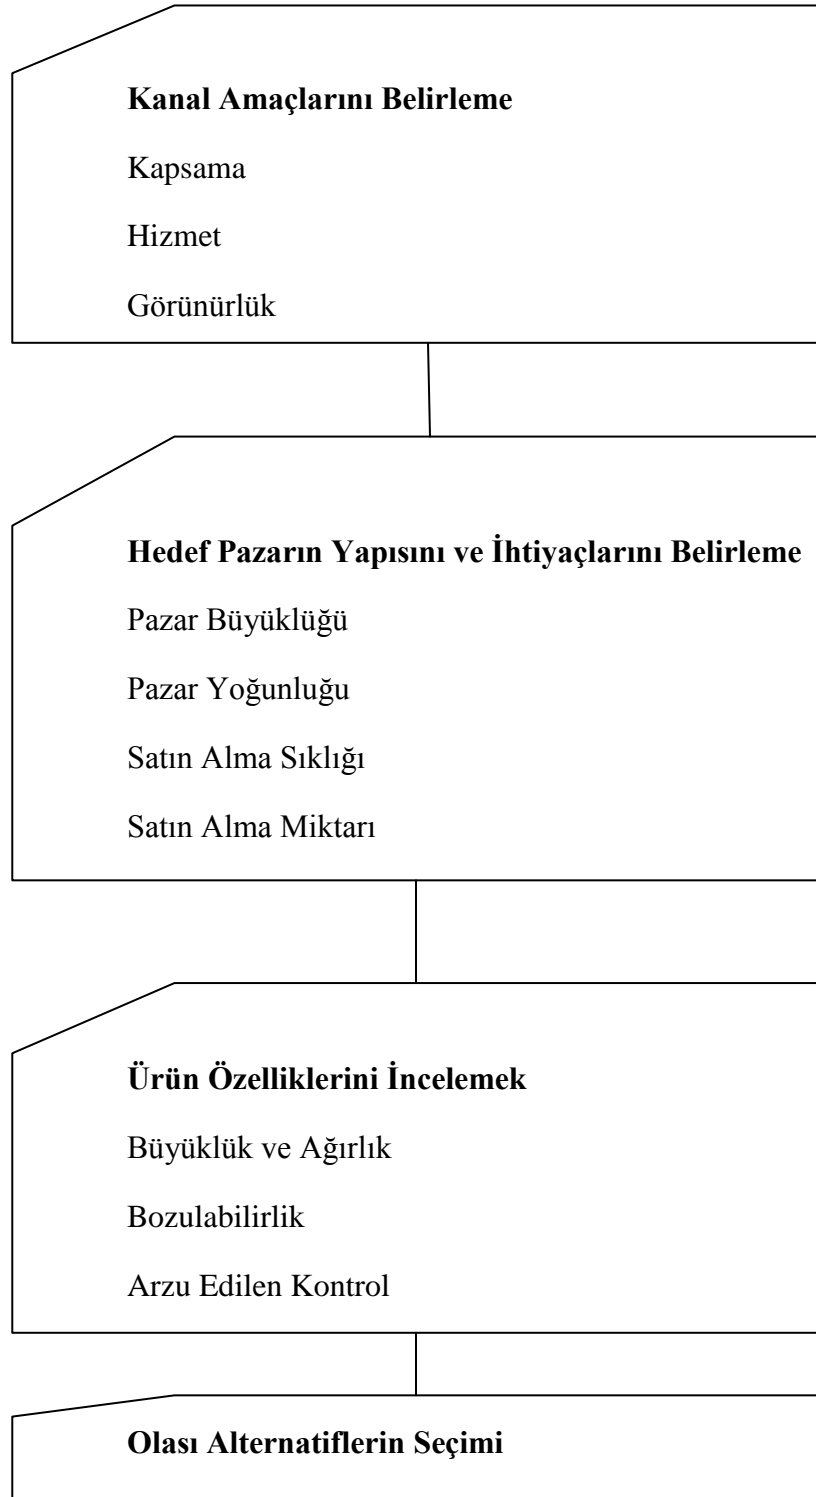 Kanal Amaçlarını Belirleme
Kapsama
Hizmet
Görünürlük
Hedef Pazarın Yapısını ve İhtiyaçlarını Belirleme
Pazar Büyüklüğü
Pazar Yoğunluğu
Satın Alma Sıklığı
Satın Alma Miktarı
Ürün Özelliklerini İncelemek
Büyüklük ve Ağırlık
Bozulabilirlik
Arzu Edilen Kontrol
Olası Alternatiflerin Seçimi